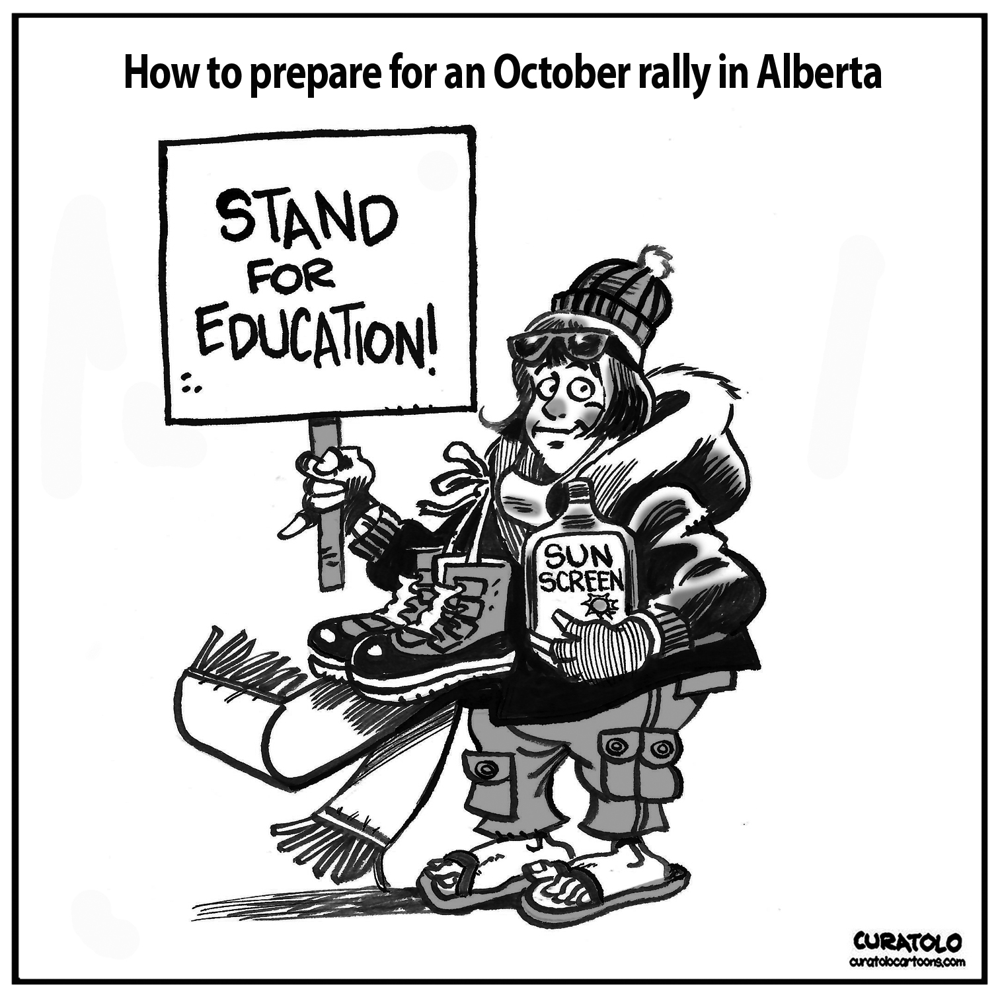 How to prepare for an October rally in Alberta
STAND
FOR
EDUCATION!
SUN
SCREEN
CURATOLO
curatolocartoons.com